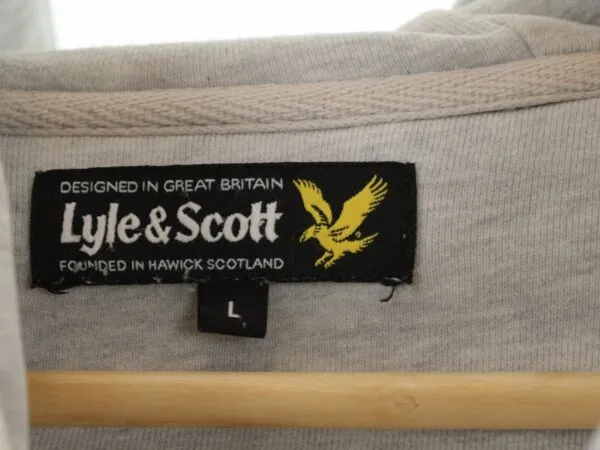 DESIGNED IN GREAT BRITAIN
Lyle & Scott
FOUNDED IN HAWICK SCOTLAND
L